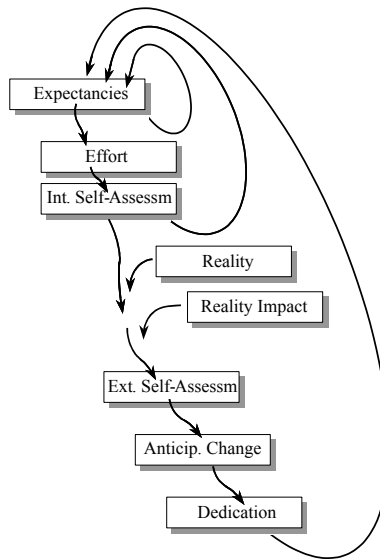 Expectancies
Effort
Int. Self-Assessm
Reality
Reality Impact
Ext. Self-Assessm
Anticip. Change
Dedication